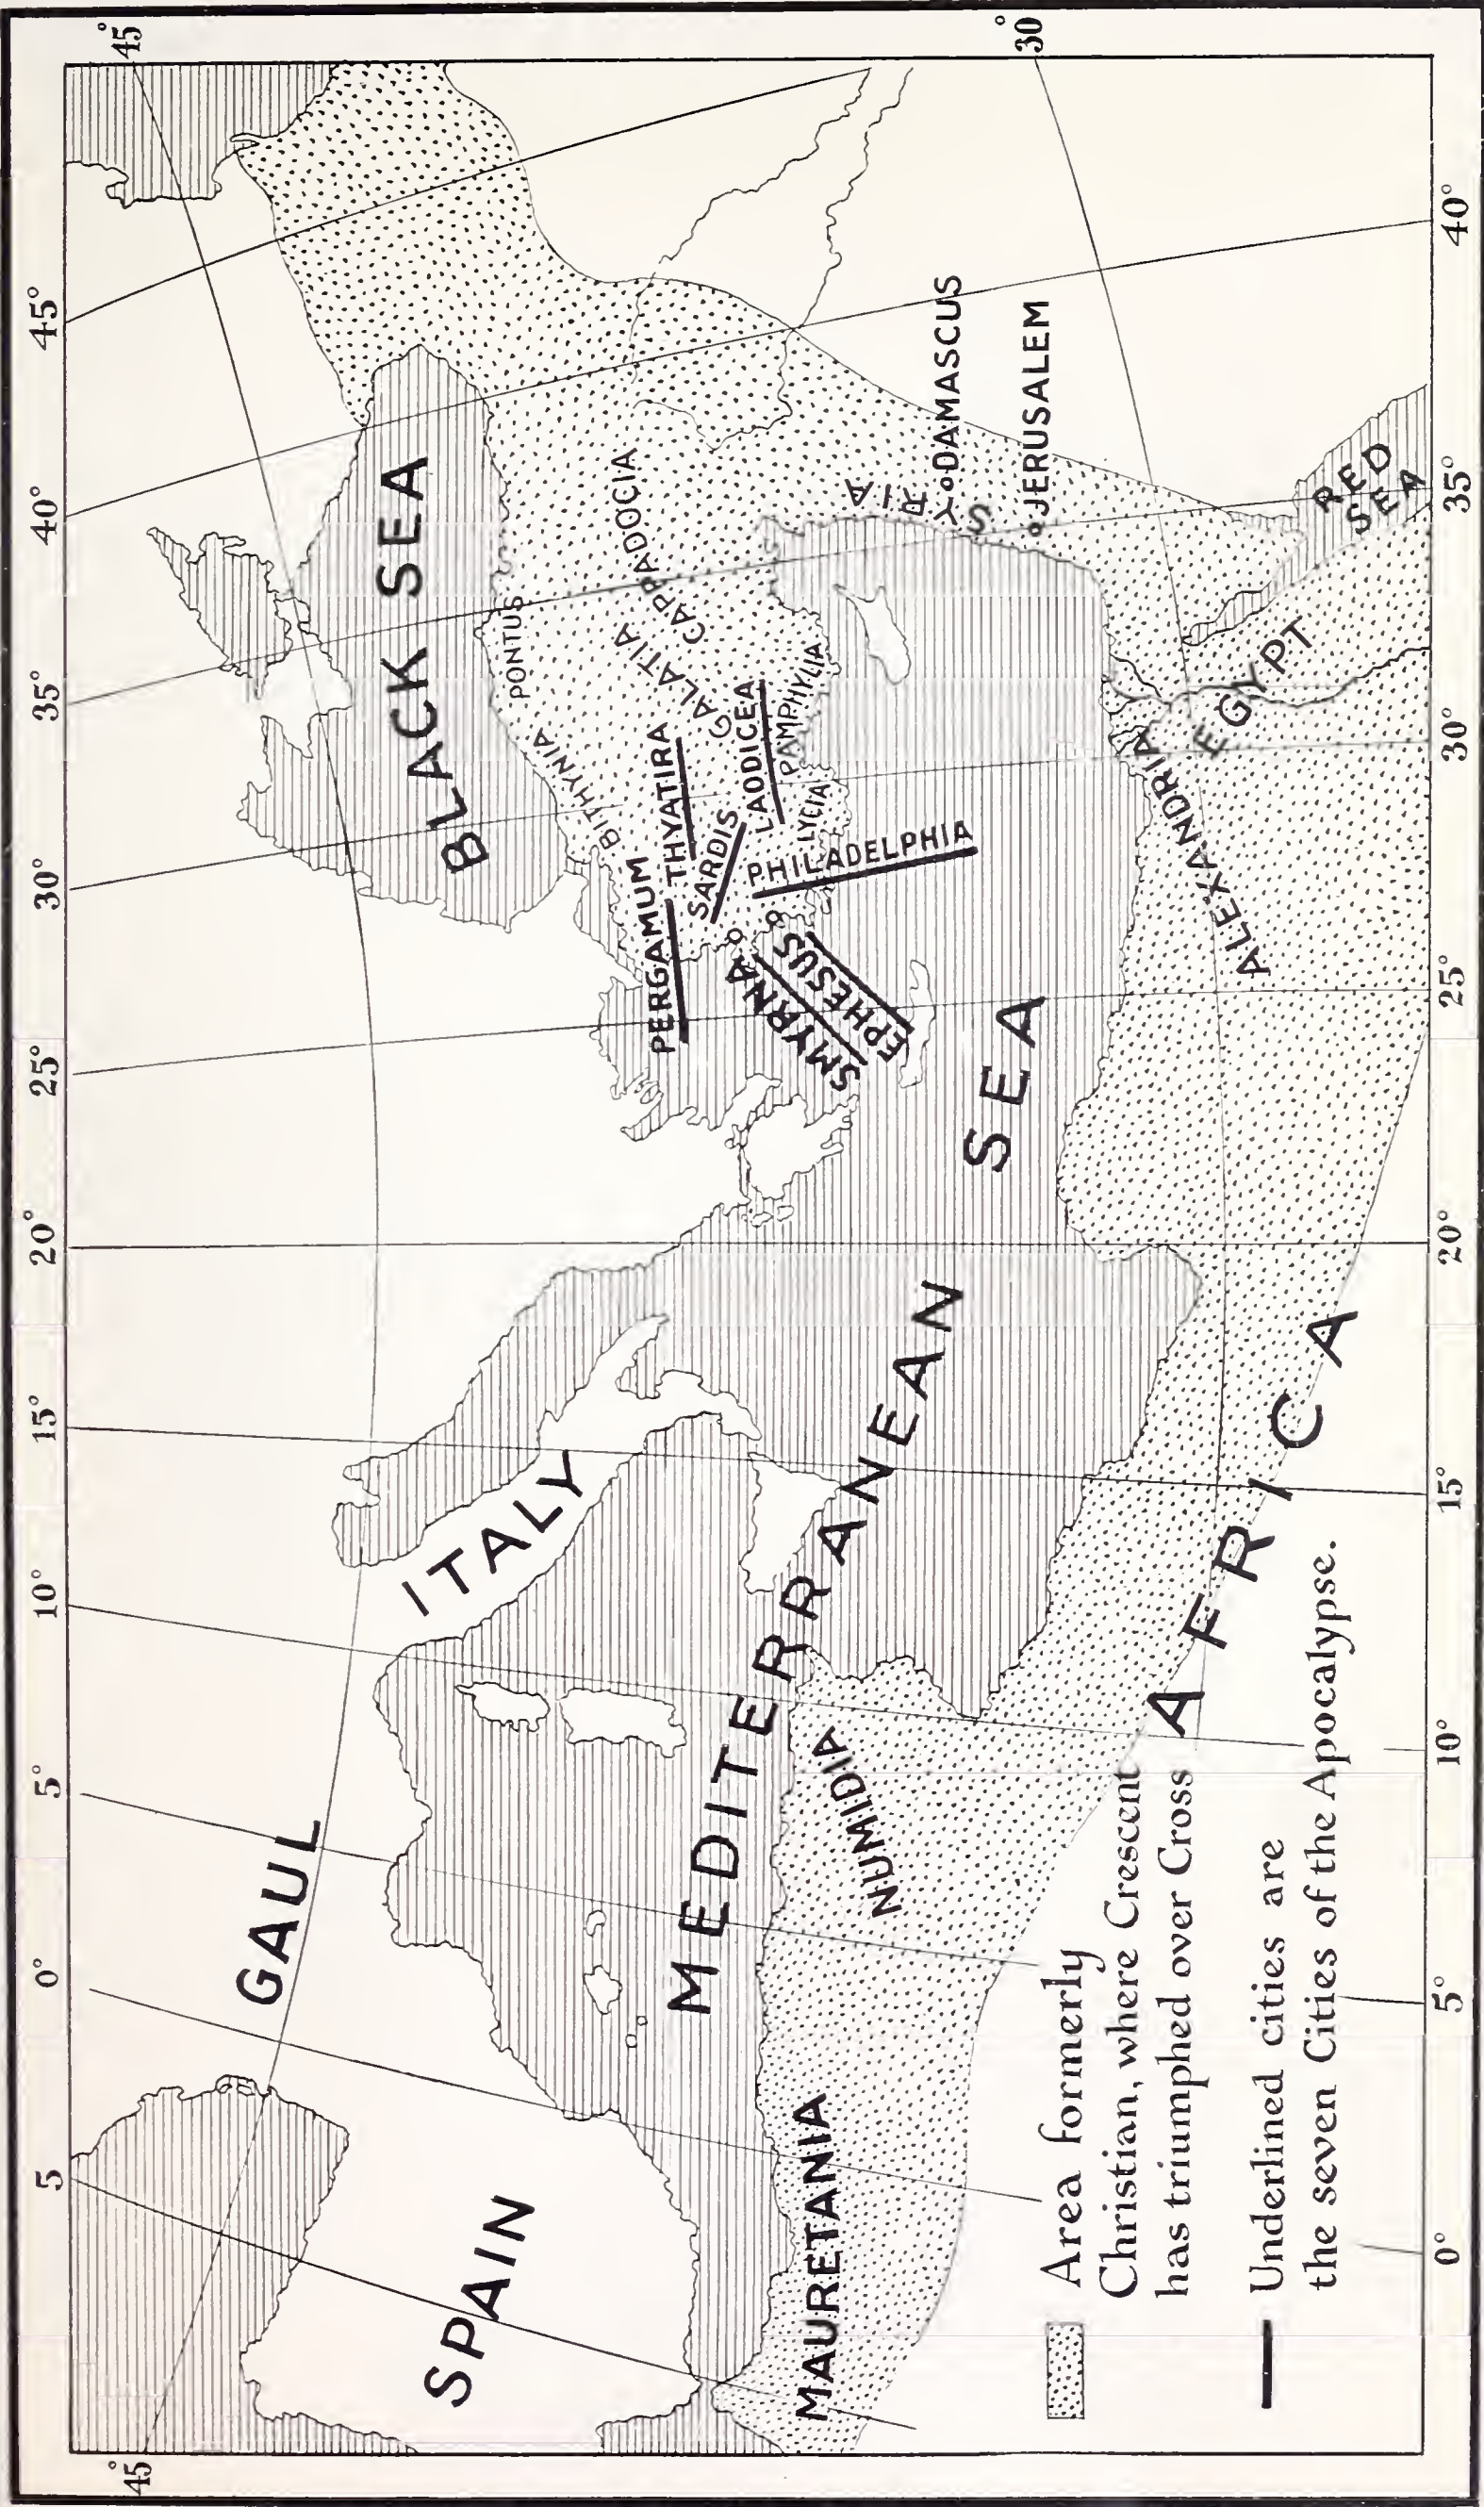 45°
45°
40°
35°
30°
25°
20°
15°
10°
5°
0°
5
45°
30°
GAUL
SPAIN
ITALY
BLACK SEA
MEDITERRANEAN SEA
PONTUS
BITHYNIA
GALATIA
CAPPADOCIA
PERGAMUM
THYATIRA
SARDIS
LAODICEA
PAMPHYLIA
LYCIA
PHILADELPHIA
SMYRNA
EPHESUS
SYRIA
DAMASCUS
JERUSALEM
RED
SEA
EGYPT
ALEXANDRIA
AFRICA
NUMIDIA
MAURETANIA
Area formerly
Christian, where Crescent
has triumphed over Cross
Underlined cities are
the seven Cities of the Apocalypse.
0°
5°
10°
15°
20°
25°
30°
35°
40°